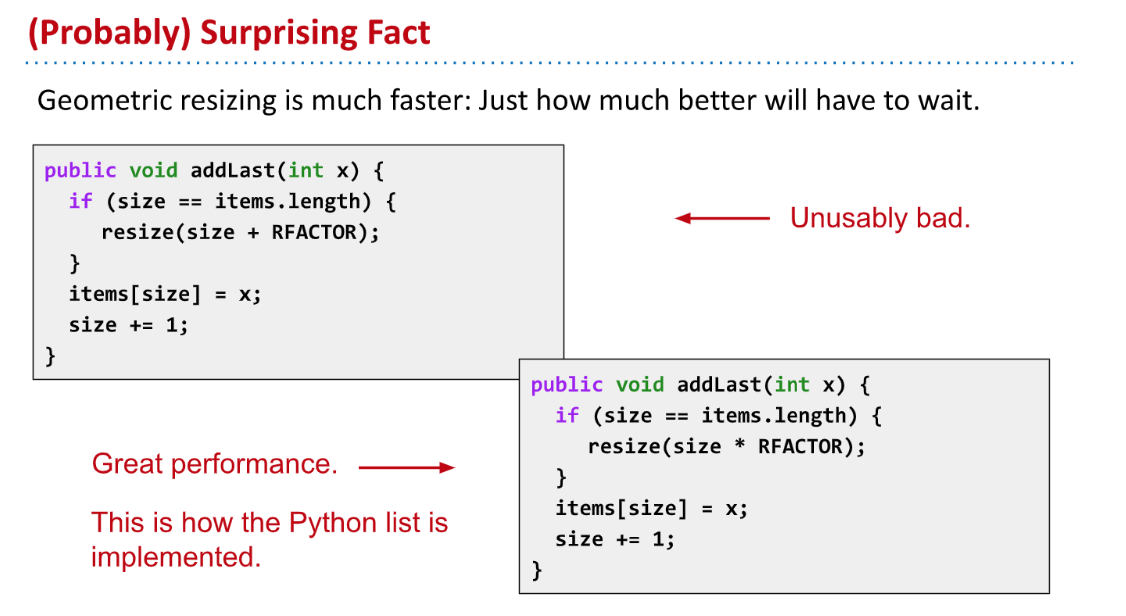 (Probably) Surprising Fact
Geometric resizing is much faster: Just how much better will have to wait.
public void addLast(int x) {
if (size == items.length) {
resize(size + RFACTOR);
}
items[size] = x;
size += 1;
}
Unusably bad.
public void addLast(int x) {
if (size == items.length) {
resize(size * RFACTOR);
}
items[size] = x;
size += 1;
}
Great performance.
This is how the Python list is
implemented.